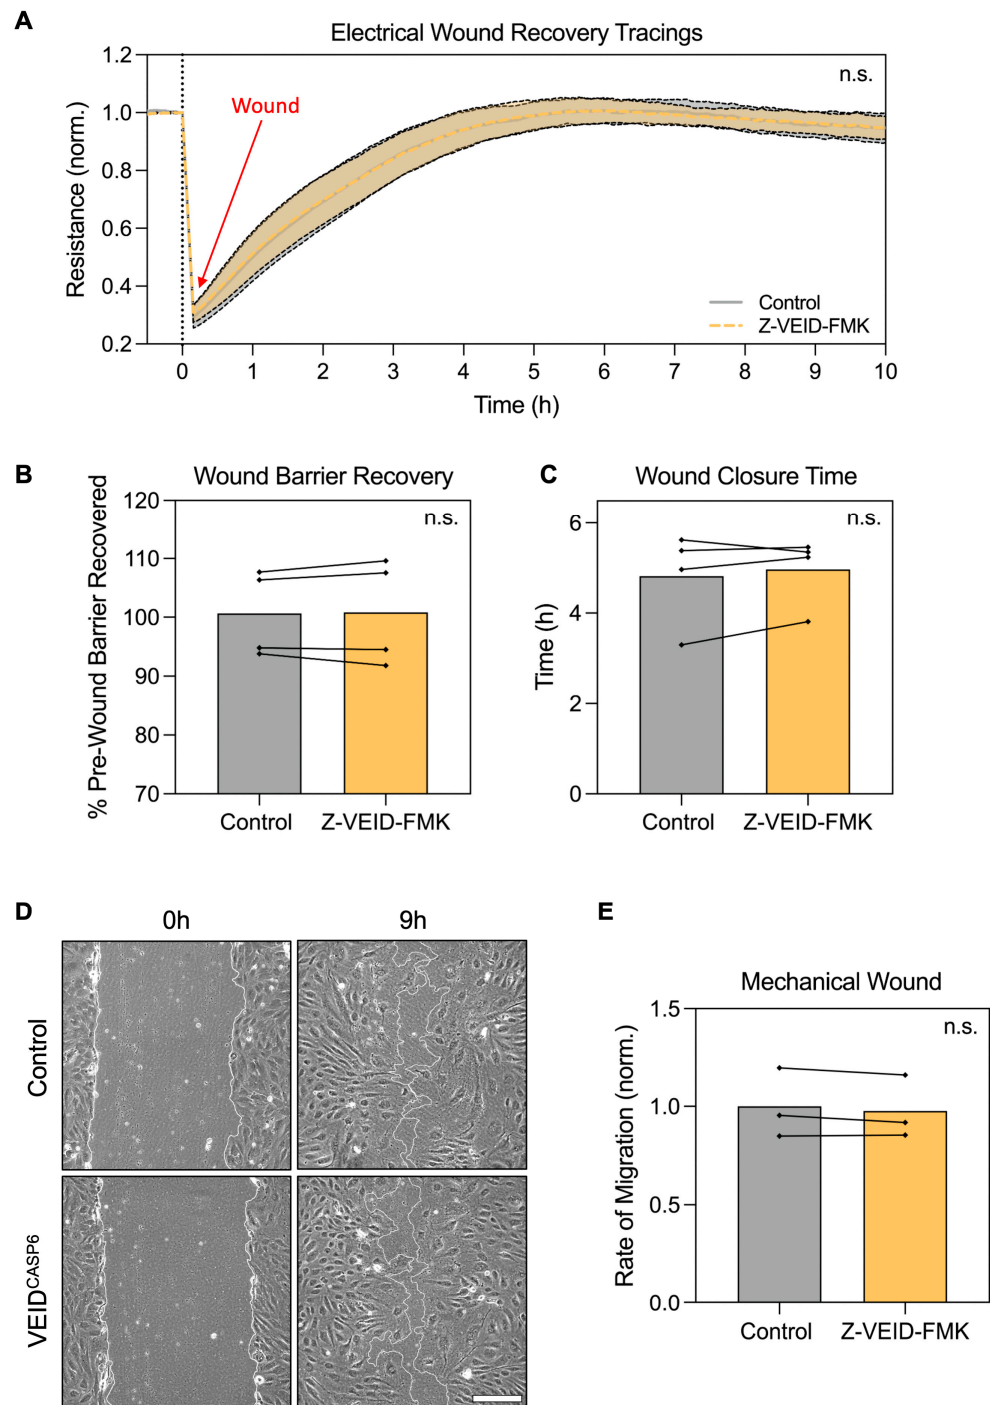 A
Electrical Wound Recovery Tracings
Resistance (norm.)
1.2
1.0
0.8
0.6
0.4
0.2
n.s.
Wound
Control
Z-VEID-FMK
0 1 2 3 4 5 6 7 8 9 10
Time (h)
B
Wound Barrier Recovery
% Pre-Wound Barrier Recovered
120
110
100
90
80
70
n.s.
Control Z-VEID-FMK
C
Wound Closure Time
Time (h)
6
4
2
0
n.s.
Control Z-VEID-FMK
D
0h 9h
Control
VEIDCASP6
E
Mechanical Wound
Rate of Migration (norm.)
1.5
1.0
0.5
0.0
n.s.
Control Z-VEID-FMK